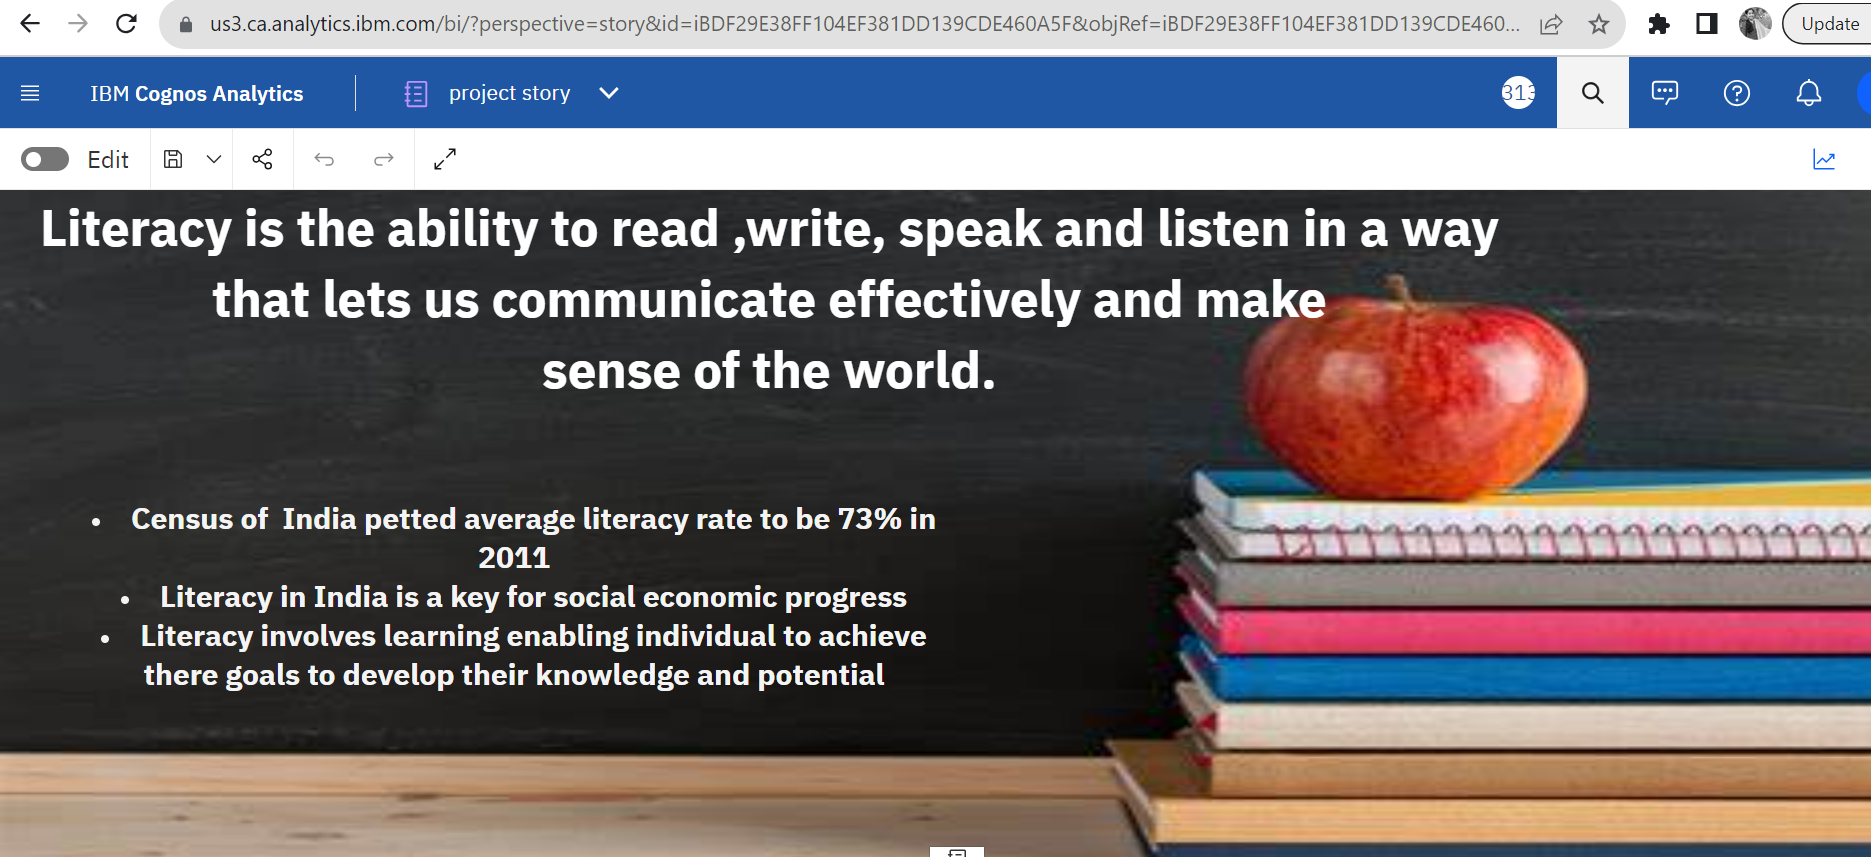 us3.ca.analytics.ibm.com/bi/?perspective=story&id=iBDF29E38FF104EF381DD139CDE460A5F&objRef=iBDF29E38FF104EF381DD139CDE460...
Update
IBM Cognos Analytics
project story
313
Edit
Literacy is the ability to read ,write, speak and listen in a way
that lets us communicate effectively and make
sense of the world.
• Census of India petted average literacy rate to be 73% in
2011
• Literacy in India is a key for social economic progress
• Literacy involves learning enabling individual to achieve
there goals to develop their knowledge and potential